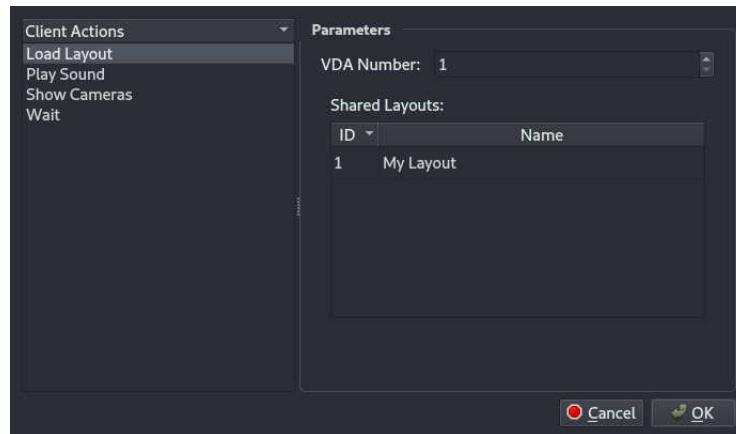 Client Actions
Load Layout
Play Sound
Show Cameras
Wait
Parameters
VDA Number: 1
Shared Layouts:
ID Name
1 My Layout
Cancel OK